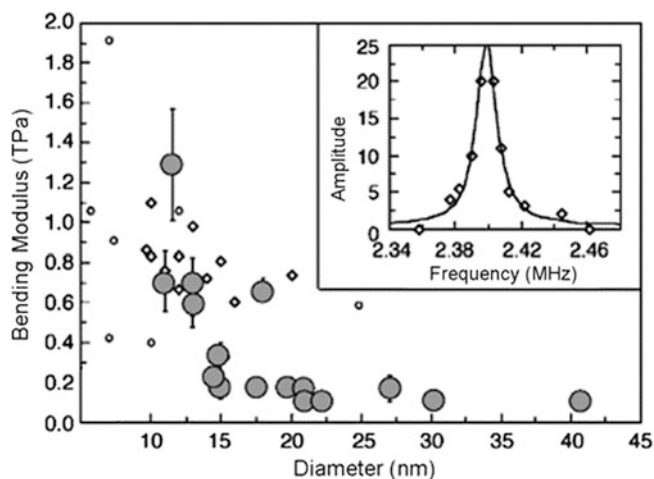 2.0
1.8
1.6
1.4
1.2
1.0
0.8
0.6
0.4
0.2
0.0
Bending Modulus (TPa)
10 15 20 25 30 35 40 45
Diameter (nm)
25
20
15
10
5
0
Amplitude
2.34 2.38 2.42 2.46
Frequency (MHz)